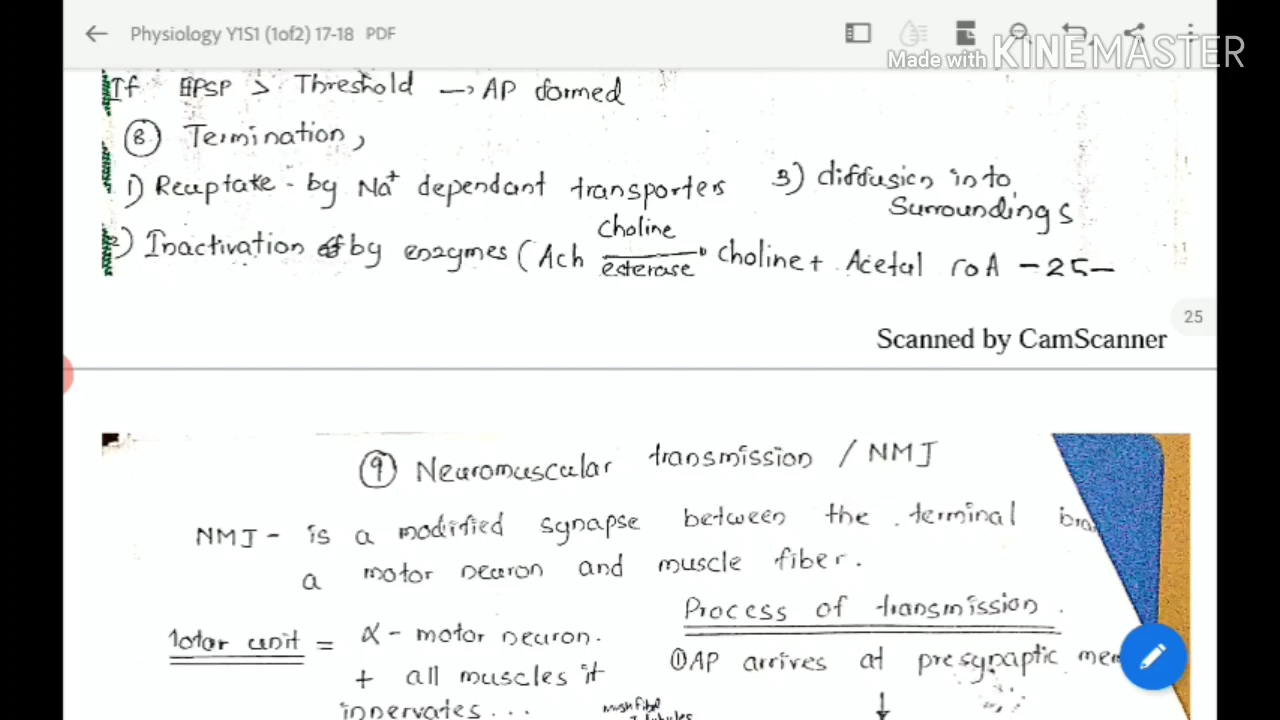 Physiology Y1S1 (1of2) 17-18 PDF
Made with KINEMASTER
If EPSP > Threshold → AP formed
8 Termination,
1) Reuptake - by Na+ dependant transporters
3) diffusion into
surroundings
2) Inactivation by enzymes (Ach choline esterase choline + Acetal coA -25-
25
Scanned by CamScanner
9 Neuromuscular transmission / NMJ
NMJ - is a modified synapse between the terminal
a motor neuron and muscle fiber.
Process of transmission.
Motor unit = α - motor neuron.
+ all muscles it
innervates...
① AP arrives at presynaptic mem
↓